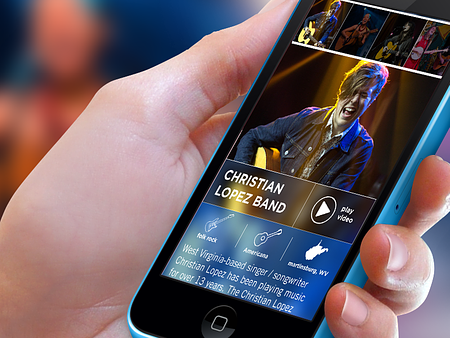 CHRISTIAN
LOPEZ BAND
play
video
folk rock
Americana
martinsburg, WV
West Virginia-based singer / songwriter
Christian Lopez has been playing music
for over 13 years. The Christian Lopez